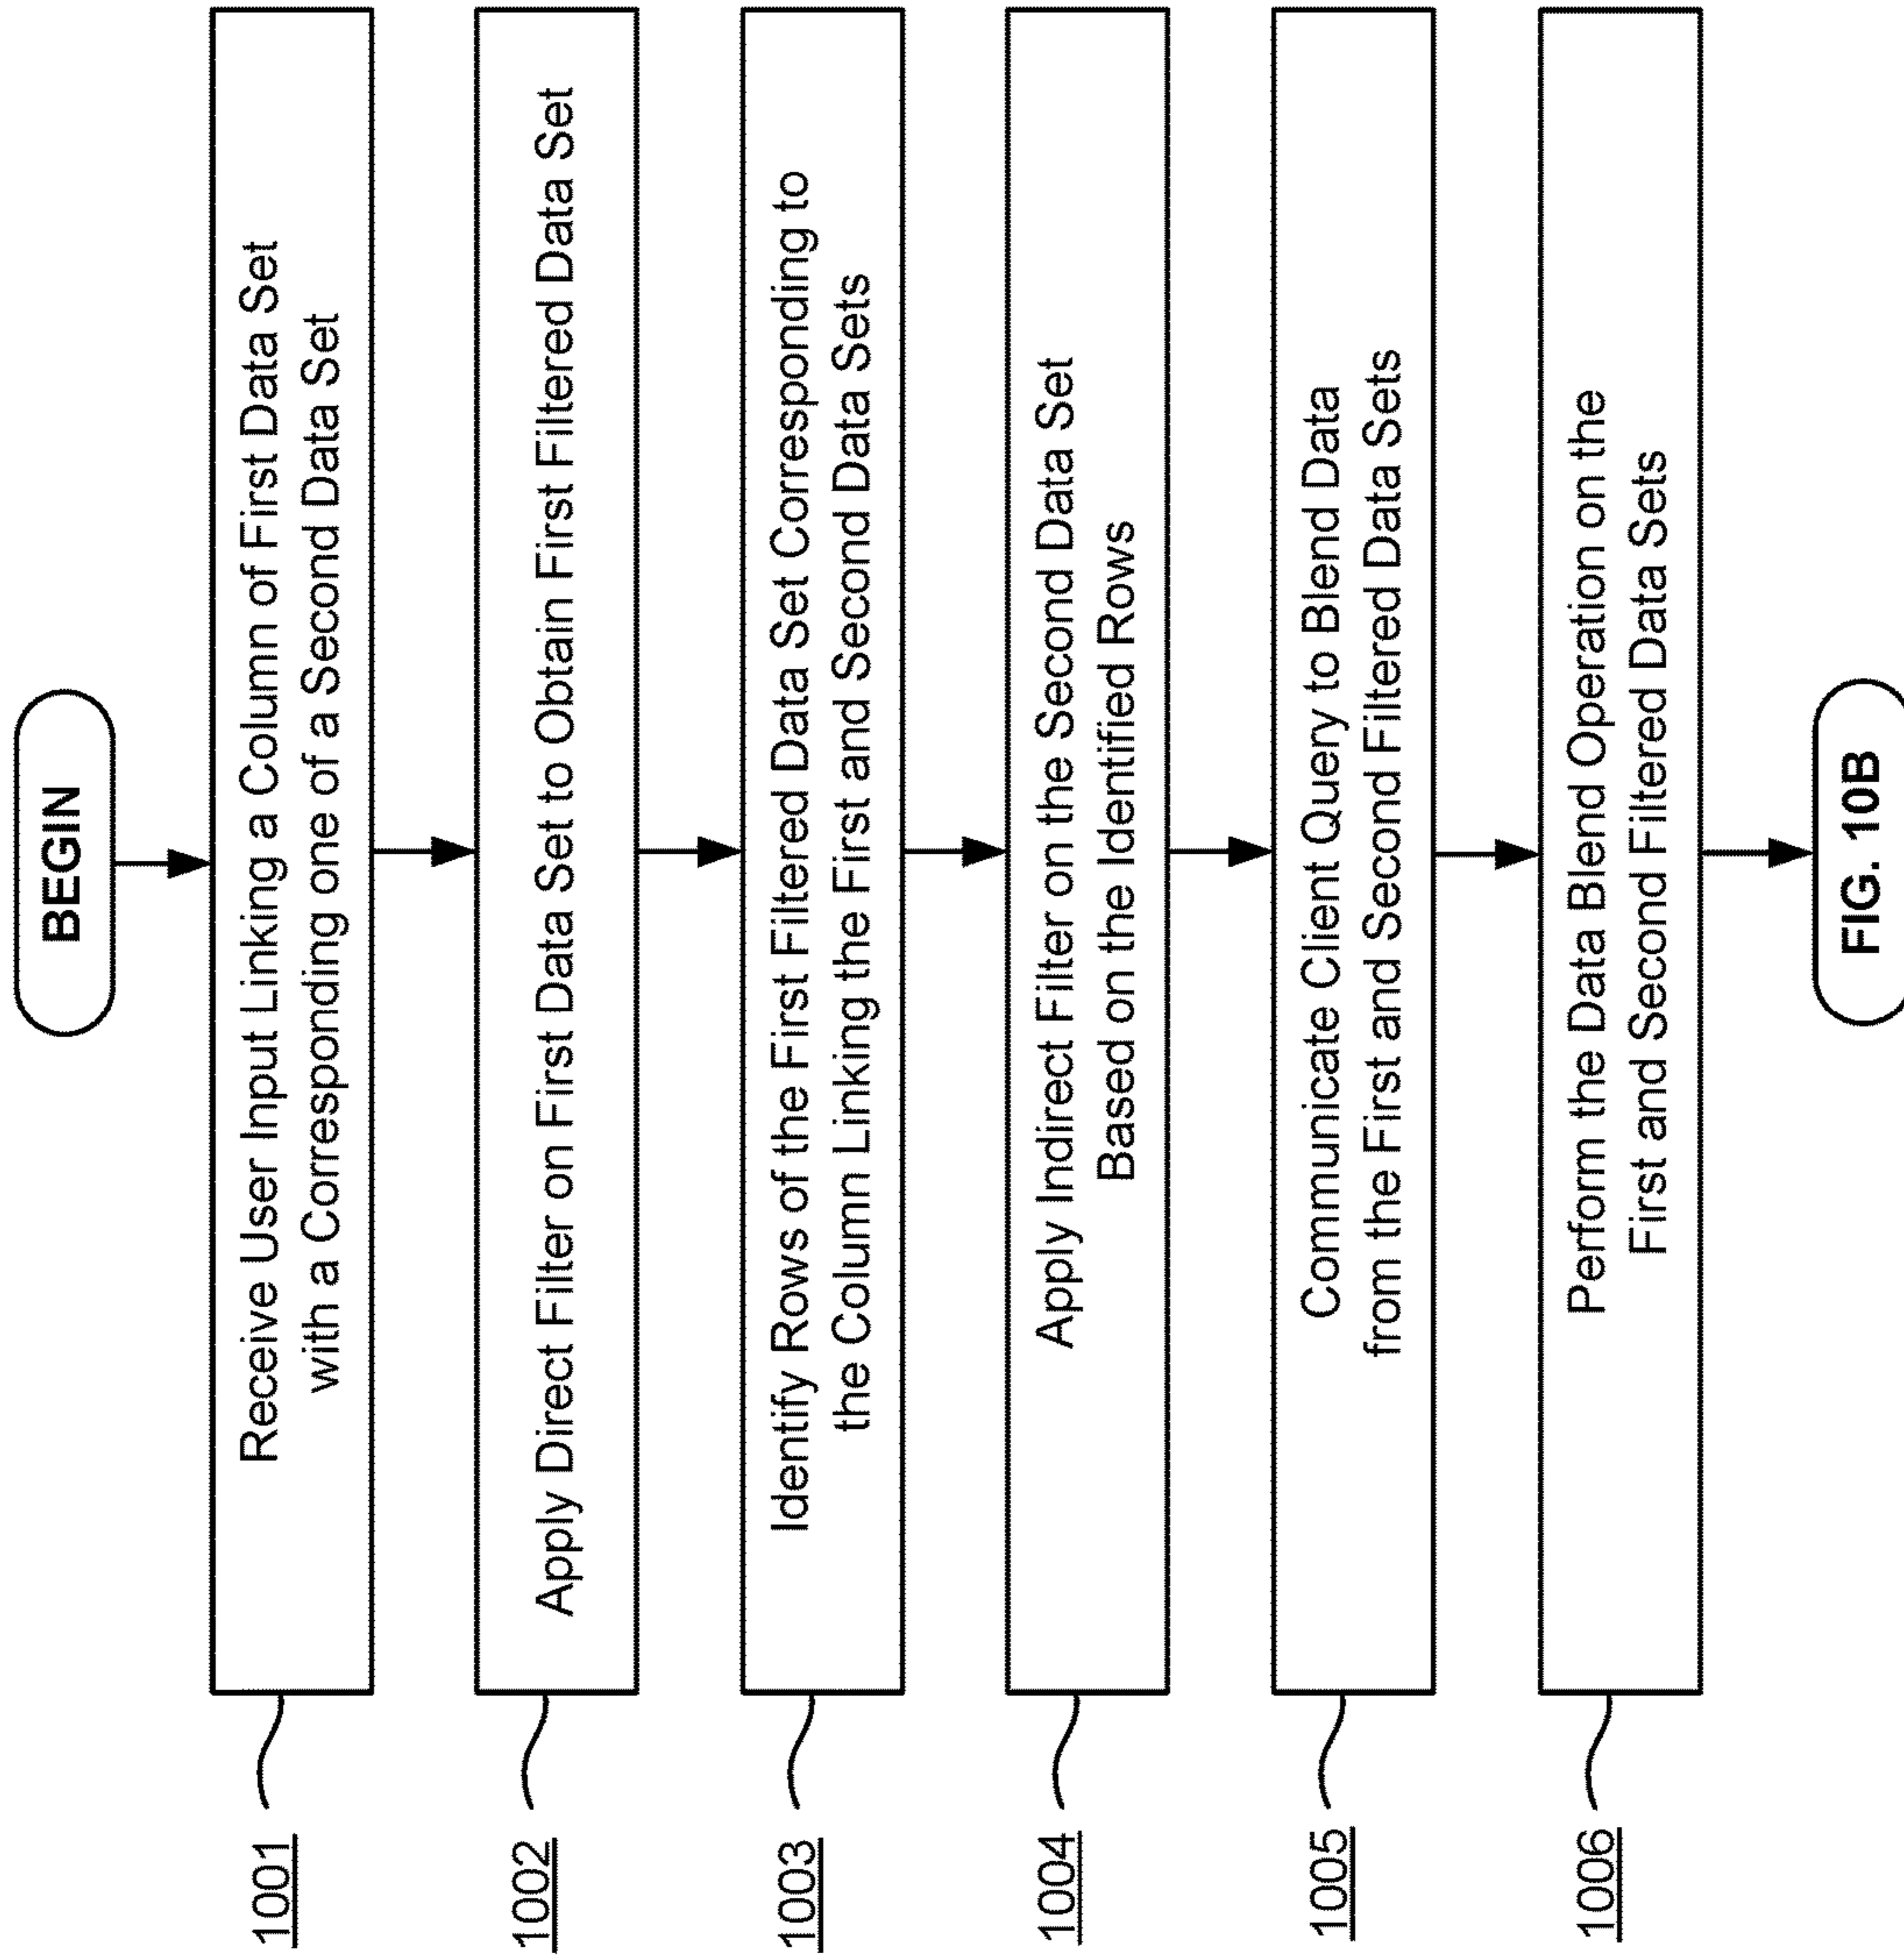 BEGIN
1001
Receive User Input Linking a Column of First Data Set
with a Corresponding one of a Second Data Set
1002
Apply Direct Filter on First Data Set to Obtain First Filtered Data Set
1003
Identify Rows of the First Filtered Data Set Corresponding to
the Column Linking the First and Second Data Sets
1004
Apply Indirect Filter on the Second Data Set
Based on the Identified Rows
1005
Communicate Client Query to Blend Data
from the First and Second Filtered Data Sets
1006
Perform the Data Blend Operation on the
First and Second Filtered Data Sets
FIG. 10B